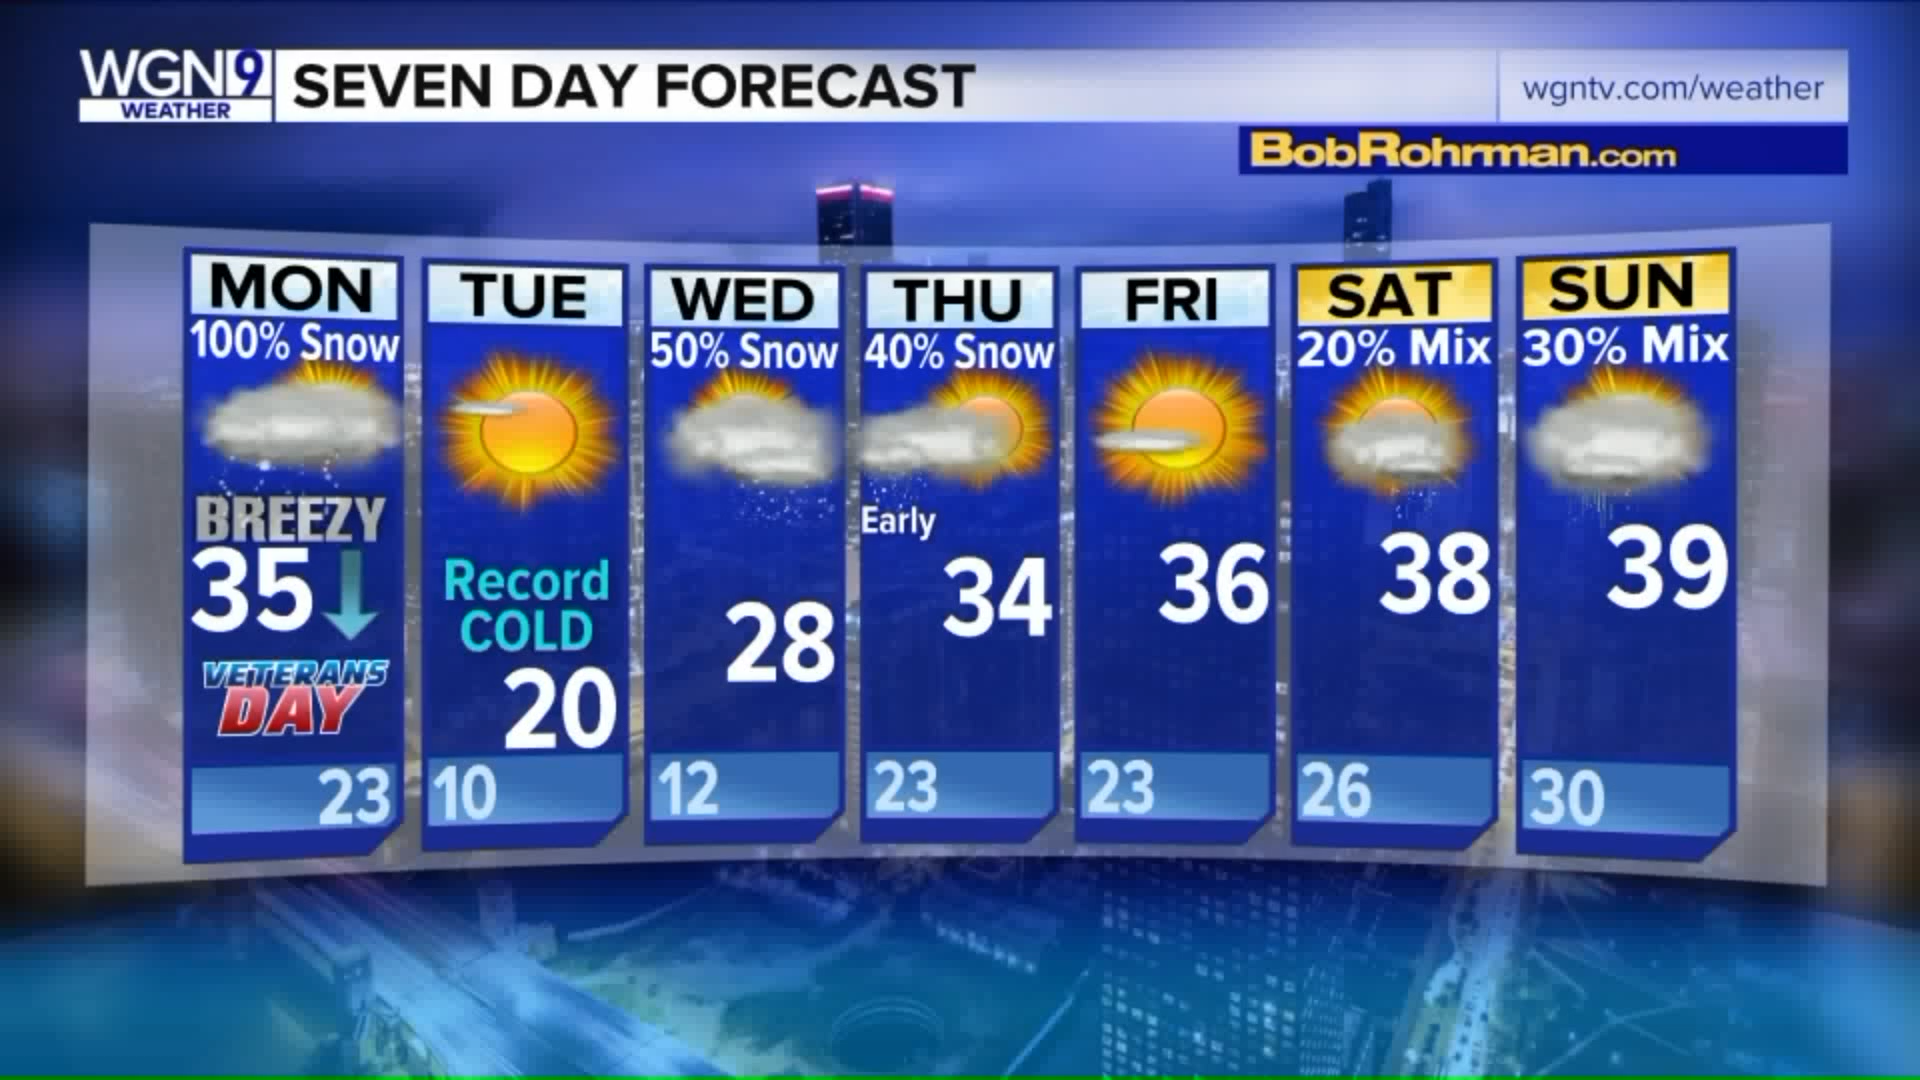 WGN9
WEATHER
SEVEN DAY FORECAST
wgntv.com/weather
BobRohrman.com
MON
100% Snow
BREEZY
35
VETERANS
DAY
23
TUE
Record
COLD
20
10
WED
50% Snow
28
12
THU
40% Snow
Early
34
23
FRI
36
23
SAT
20% Mix
38
26
SUN
30% Mix
39
30